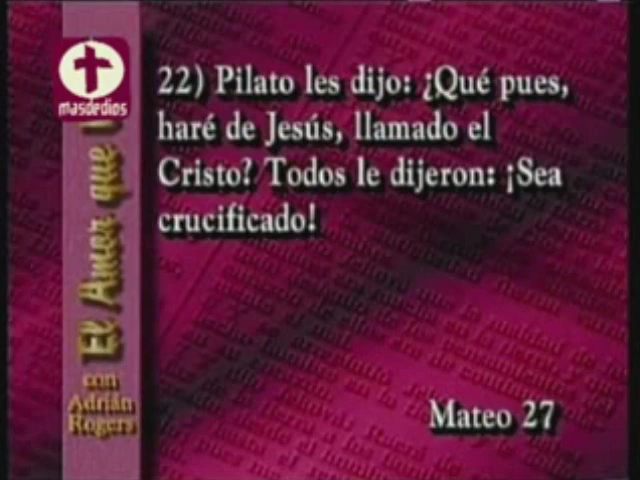 masdedios
22) Pilato les dijo: ¿Qué pues,
haré de Jesús, llamado el
Cristo? Todos le dijeron: ¡Sea
crucificado!
Mateo 27
El Amor que
con
Adrián
Rogers